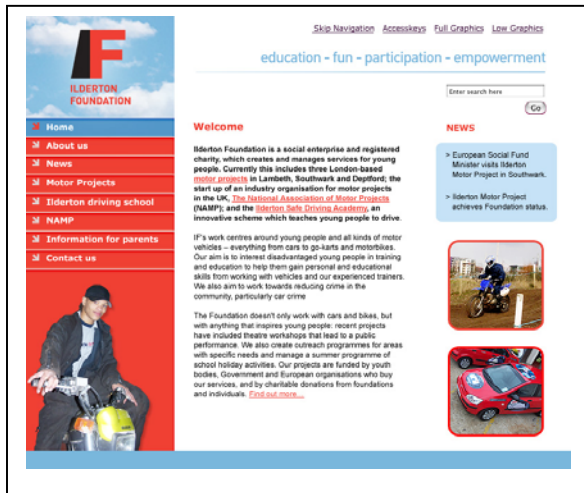 Skip Navigation Accesskeys Full Graphics Low Graphics
education - fun - participation - empowerment
IF
ILDERTON
FOUNDATION
Enter search here
Go
Home
About us
News
Motor Projects
Ilderton driving school
NAMP
Information for parents
Contact us
Welcome
Ilderton Foundation is a social enterprise and registered
charity, which creates and manages services for young
people. Currently this includes three London-based
motor projects in Lambeth, Southwark and Deptford; the
start up of an industry organisation for motor projects
in the UK, The National Association of Motor Projects
(NAMP); and the Ilderton Safe Driving Academy, an
innovative scheme which teaches young people to drive.
IF's work centres around young people and all kinds of motor
vehicles – everything from cars to go-karts and motorbikes.
Our aim is to interest disadvantaged young people in training
and education to help them gain personal and educational
skills from working with vehicles and our experienced trainers.
We also aim to work towards reducing crime in the
community, particularly car crime
The Foundation doesn't only work with cars and bikes, but
with anything that inspires young people: recent projects
have included theatre workshops that lead to a public
performance. We also create outreach programmes for areas
with specific needs and manage a summer programme of
school holiday activities. Our projects are funded by youth
bodies, Government and European organisations who buy
our services, and by charitable donations from foundations
and individuals. Find out more...
NEWS
> European Social Fund
Minister visits Ilderton
Motor Project in Southwark.
> Ilderton Motor Project
achieves Foundation status.